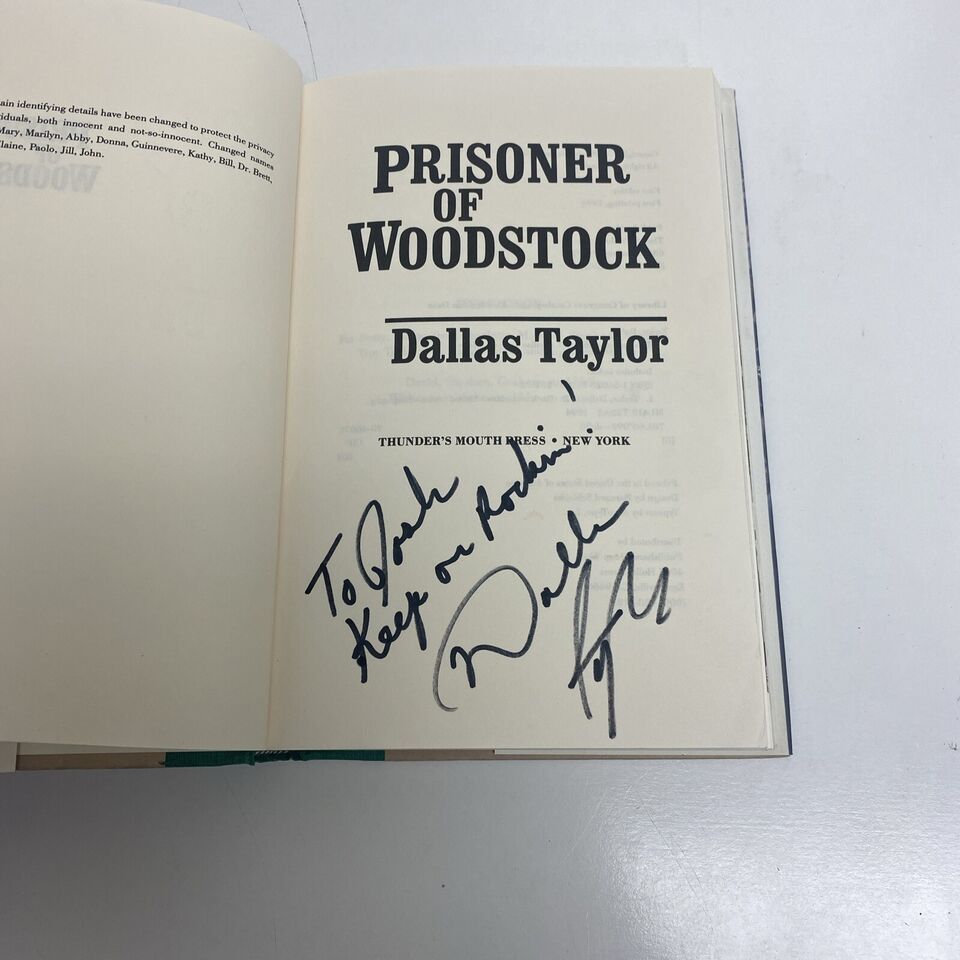 ain identifying details have been changed to protect the privacy
viduals, both innocent and not-so-innocent. Changed names
Mary, Marilyn, Abby, Donna, Guinnevere, Kathy, Bill, Dr. Brett,
laine, Paolo, Jill, John.
PRISONER
OF
WOODSTOCK
Dallas Taylor
THUNDER'S MOUTH PRESS • NEW YORK
To Josh
Keep on Rockin!
Dallas